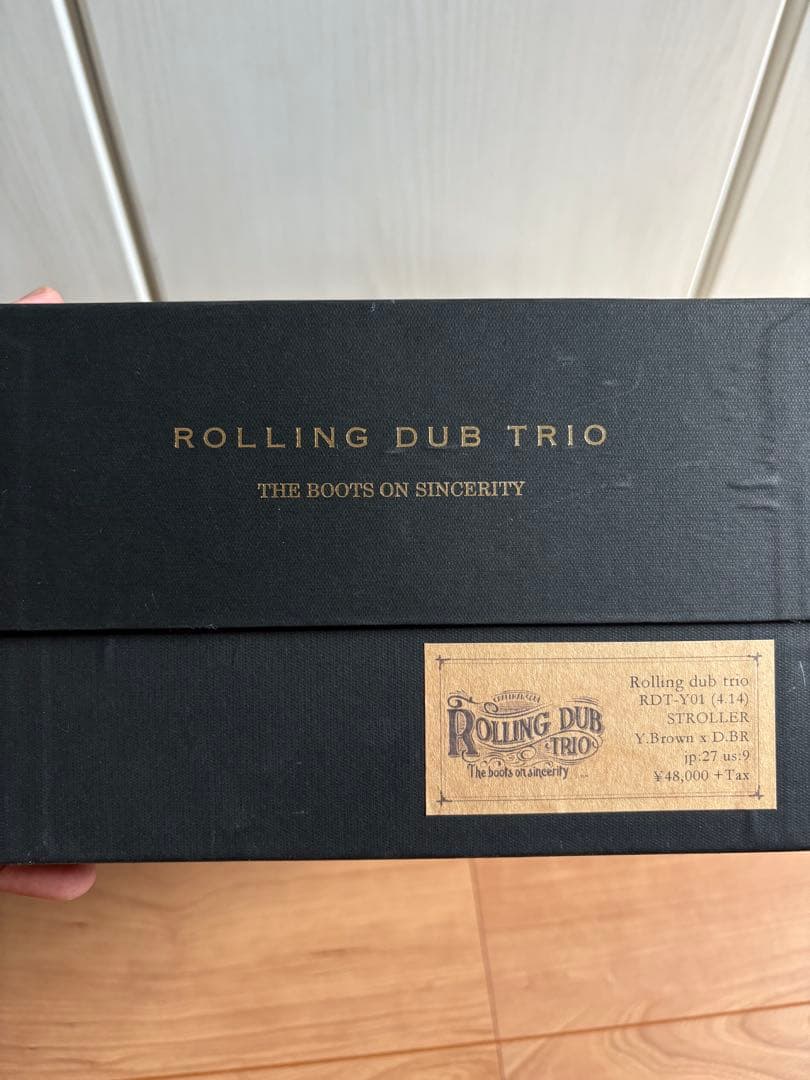 ROLLING DUB TRIO
THE BOOTS ON SINCERITY
ROLLING DUB
TRIO
The boots on sincerity
Rolling dub trio
RDT-Y01 (4.14)
STROLLER
Y.Brown x D.BR
jp:27 us:9
¥48,000 +Tax